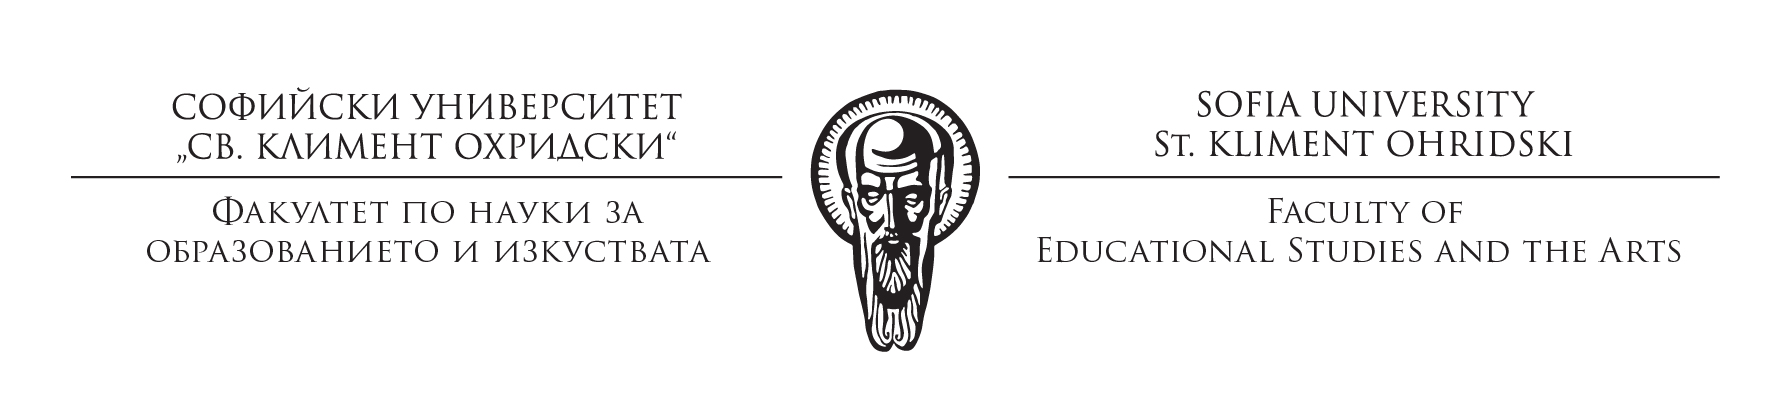 СОФИЙСКИ УНИВЕРСИТЕТ
„СВ. КЛИМЕНТ ОХРИДСКИ“
Факултет по науки за
образованието и изкуствата
SOFIA UNIVERSITY
St. KLIMENT OHRIDSKI
Faculty of
Educational Studies and the Arts